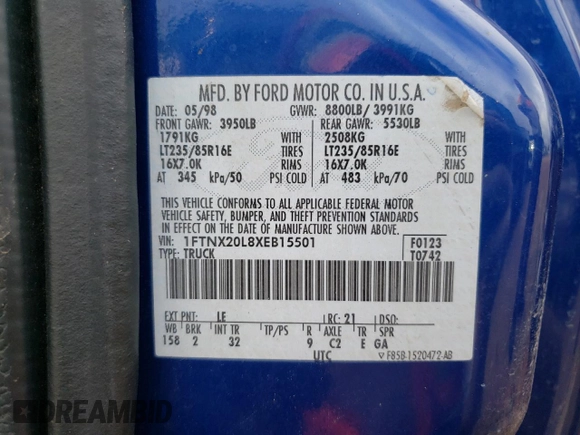 MFD. BY FORD MOTOR CO. IN U.S.A.
DATE: 05/98 GVWR: 8800LB/ 3991KG
FRONT GAWR: 3950LB REAR GAWR: 5530LB
1791KG WITH 2508KG WITH
LT235/85R16E TIRES LT235/85R16E TIRES
16X7.0K RIMS 16X7.0K RIMS
AT 345 kPa/50 PSI COLD AT 483 kPa/70 PSI COLD
THIS VEHICLE CONFORMS TO ALL APPLICABLE FEDERAL MOTOR
VEHICLE SAFETY, BUMPER, AND THEFT PREVENTION STANDARDS
IN EFFECT ON THE DATE OF MANUFACTURE SHOWN ABOVE.
VIN: 1FTNX20L8XEB15501 F0123
TYPE: TRUCK T0742
EXT PNT: LE RC: 21 DSO:
WB BRK INT TR TP/PS R AXLE TR SPR
158 2 32 9 C2 E GA
UTC F85B-1520472-AB
DREAMBID